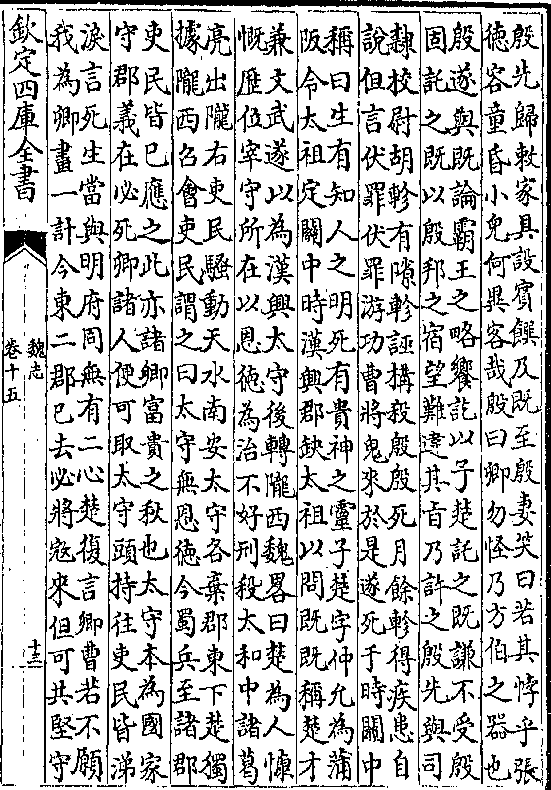 殷先歸敕家具設賓饌及既至殷妻笑曰若其悖乎張
德容童昏小兒何異客哉殷曰卿勿怪乃方伯之器也
殷遂與既論霸王之略饗訖以子楚託之既謙不受殷
固託之既以殷邦之宿望難違其旨乃許之殷先與司
隸校尉胡軫有隙軫誣搆殺殷殷死月餘軫得疾患自
說但言伏罪伏罪游功曹將鬼來於是遂死于時關中
稱曰生有知人之明死有貴神之靈子楚字仲允為蒲
阪令太祖定關中時漢興郡缺太祖以問既既稱楚才
兼文武遂以為漢興太守後轉隴西魏畧曰楚為人慷
慨歷位宰守所在以恩德為治不好刑殺太和中諸葛
亮出隴右吏民騷動天水南安太守各棄郡東下楚獨
據隴西召會吏民謂之曰太守無恩德今蜀兵至諸郡
吏民皆已應之此亦諸卿富貴之秋也太守本為國家
守郡義在必死卿諸人便可取太守頭持往吏民皆涕
淚言死生當與明府同無有二心楚復言卿曹若不願
我為卿畫一計今東二郡已去必將寇來但可共堅守
欽定四庫全書
魏志
卷十五
十三